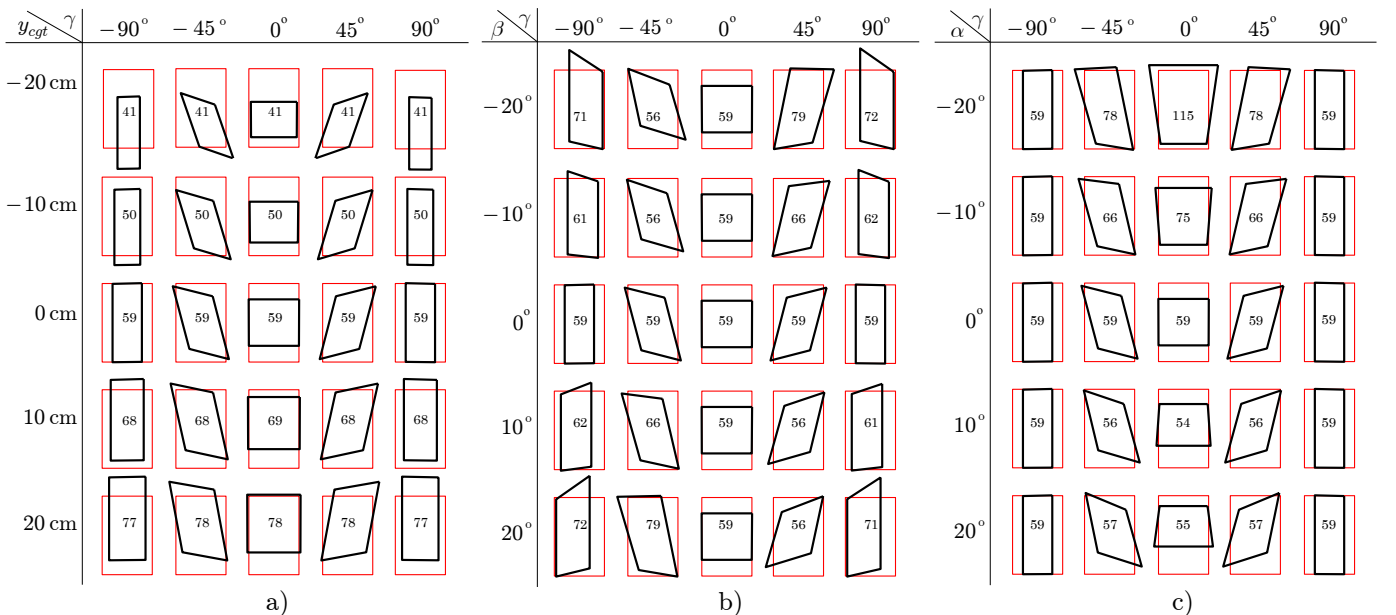 y_cgt γ −90° −45° 0° 45° 90° β γ −90° −45° 0° 45° 90° α γ −90° −45° 0° 45° 90°
−20 cm 41 41 41 41 41 −20° 71 56 59 79 72 −20° 59 78 115 78 59
−10 cm 50 50 50 50 50 −10° 61 56 59 66 62 −10° 59 66 75 66 59
0 cm 59 59 59 59 59 0° 59 59 59 59 59 0° 59 59 59 59 59
10 cm 68 68 69 68 68 10° 62 66 59 56 61 10° 59 56 54 56 59
20 cm 77 78 78 78 77 20° 72 79 59 56 71 20° 59 57 55 57 59
a) b) c)